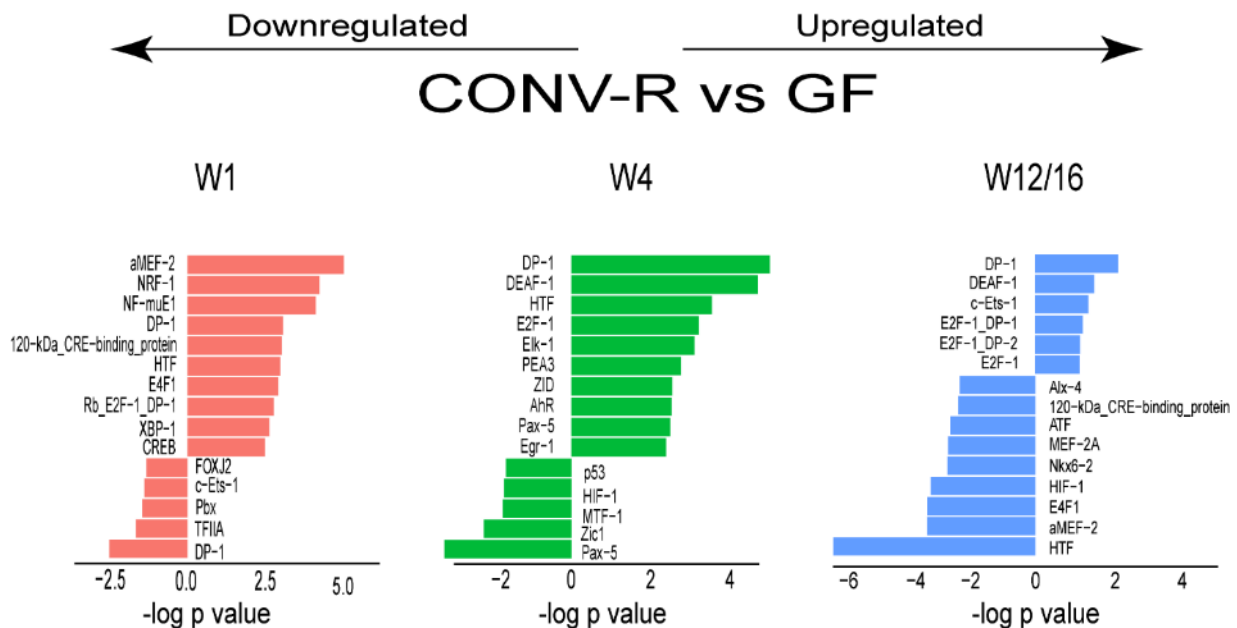 Downregulated
Upregulated
CONV-R vs GF
W1
aMEF-2
NRF-1
NF-muE1
DP-1
120-kDa_CRE-binding_protein
HTF
E4F1
Rb_E2F-1_DP-1
XBP-1
CREB
FOXJ2
c-Ets-1
Pbx
TFIIA
DP-1
-2.5 0.0 2.5 5.0
-log p value
W4
DP-1
DEAF-1
HTF
E2F-1
Elk-1
PEA3
ZID
AhR
Pax-5
Egr-1
p53
HIF-1
MTF-1
Zic1
Pax-5
-2 0 2 4
-log p value
W12/16
DP-1
DEAF-1
c-Ets-1
E2F-1_DP-1
E2F-1_DP-2
E2F-1
Alx-4
120-kDa_CRE-binding_protein
ATF
MEF-2A
Nkx6-2
HIF-1
E4F1
aMEF-2
HTF
-6 -4 -2 0 2 4
-log p value